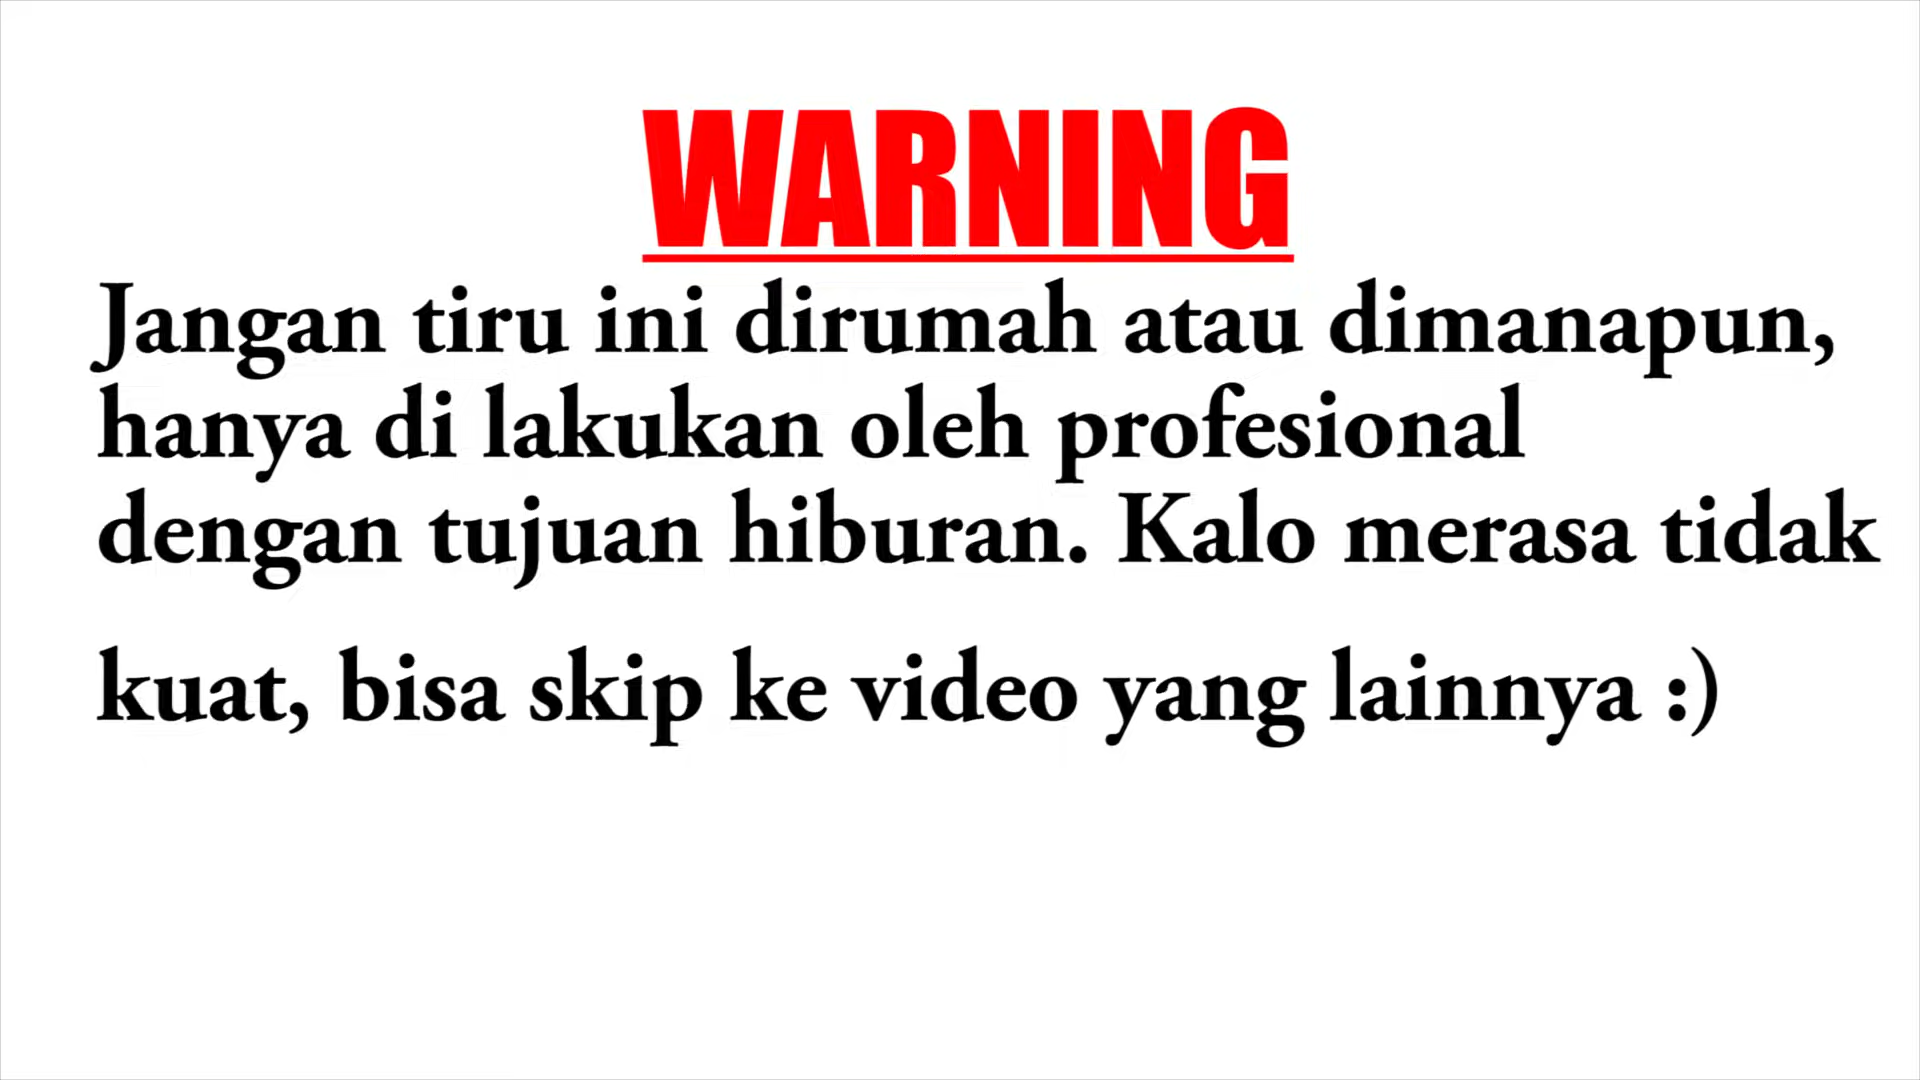 WARNING
Jangan tiru ini dirumah atau dimanapun,
hanya di lakukan oleh profesional
dengan tujuan hiburan. Kalo merasa tidak
kuat, bisa skip ke video yang lainnya :)